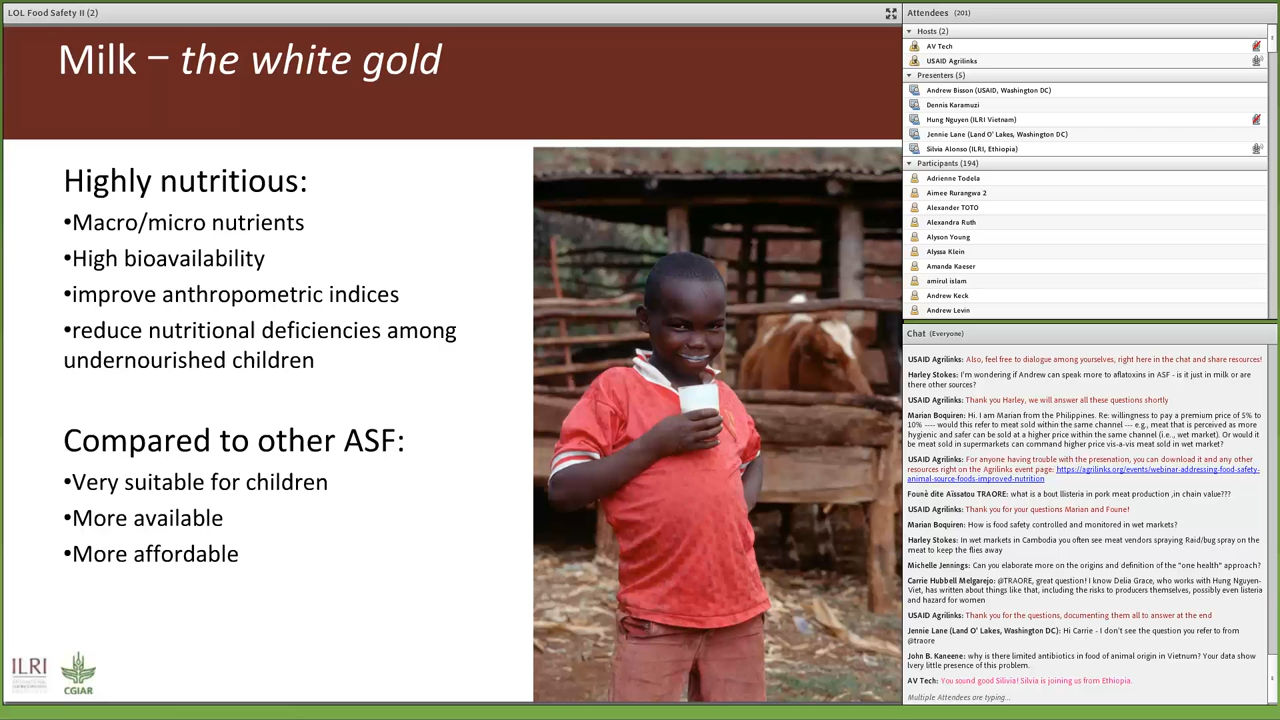 LOL Food Safety II (2)
Milk – the white gold
Highly nutritious:
•Macro/micro nutrients
•High bioavailability
•improve anthropometric indices
•reduce nutritional deficiencies among
undernourished children
Compared to other ASF:
•Very suitable for children
•More available
•More affordable
ILRI
CGIAR
Attendees (201)
Hosts (2)
AV Tech
USAID Agrilinks
Presenters (5)
Andrew Bisson (USAID, Washington DC)
Dennis Karamuzi
Hung Nguyen (ILRI Vietnam)
Jennie Lane (Land O' Lakes, Washington DC)
Silvia Alonso (ILRI, Ethiopia)
Participants (194)
Adrienne Todela
Aimee Rurangwa 2
Alexander TOTO
Alexandra Ruth
Alyson Young
Alyssa Klein
Amanda Kaeser
amirul islam
Andrew Keck
Andrew Levin
Chat (Everyone)
USAID Agrilinks: Also, feel free to dialogue among yourselves, right here in the chat and share resources!
Harley Stokes: I'm wondering if Andrew can speak more to aflatoxins in ASF - is it just in milk or are
there other sources?
USAID Agrilinks: Thank you Harley, we will answer all these questions shortly
Marian Boquiren: Hi. I am Marian from the Philippines. Re: willingness to pay a premium price of 5% to
10% ---- would this refer to meat sold within the same channel --- e.g., meat that is perceived as more
hygienic and safer can be sold at a higher price within the same channel (i.e.., wet market). Or would it
be meat sold in supermarkets can command higher price vis-a-vis meat sold in wet market?
USAID Agrilinks: For anyone having trouble with the presenation, you can download it and any other
resources right on the Agrilinks event page: https://agrilinks.org/events/webinar-addressing-food-safety-
animal-source-foods-improved-nutrition
Founè dite Aïssatou TRAORE: what is a bout llisteria in pork meat production ,in chain value???
USAID Agrilinks: Thank you for your questions Marian and Foune!
Marian Boquiren: How is food safety controlled and monitored in wet markets?
Harley Stokes: In wet markets in Cambodia you often see meat vendors spraying Raid/bug spray on the
meat to keep the flies away
Michelle Jennings: Can you elaborate more on the origins and definition of the "one health" approach?
Carrie Hubbell Melgarejo: @TRAORE, great question! I know Delia Grace, who works with Hung Nguyen-
Viet, has written about things like that, including the risks to producers themselves, possibly even listeria
and hazard for women
USAID Agrilinks: Thank you for the questions, documenting them all to answer at the end
Jennie Lane (Land O' Lakes, Washington DC): Hi Carrie - I don't see the question you refer to from
@traore
John B. Kaneene: why is there limited antibiotics in food of animal origin in Vietnum? Your data show
lvery little presence of this problem.
AV Tech: You sound good Silivia! Silvia is joining us from Ethiopia.
Multiple Attendees are typing...